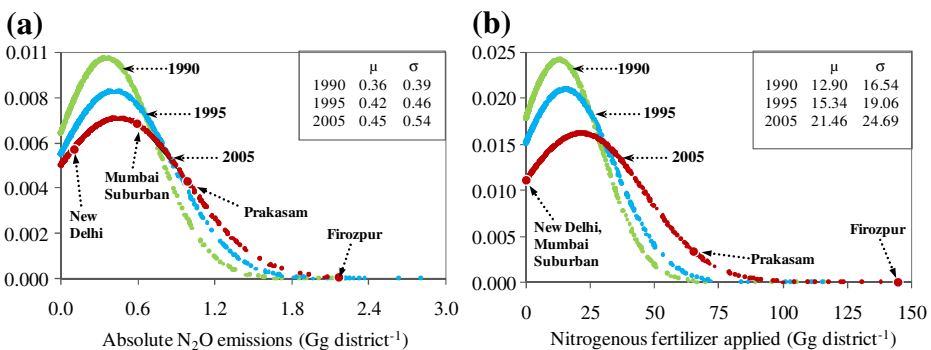 (a)
0.011
0.008
0.006
0.003
0.000
0.0 0.6 1.2 1.8 2.4 3.0
Absolute N₂O emissions (Gg district⁻¹)
μ σ
1990 0.36 0.39
1995 0.42 0.46
2005 0.45 0.54
1990
1995
2005
Mumbai
Suburban
New
Delhi
Prakasam
Firozpur
(b)
0.025
0.020
0.015
0.010
0.005
0.000
0 25 50 75 100 125 150
Nitrogenous fertilizer applied (Gg district⁻¹)
μ σ
1990 12.90 16.54
1995 15.34 19.06
2005 21.46 24.69
1990
1995
2005
New Delhi,
Mumbai
Suburban
Prakasam
Firozpur